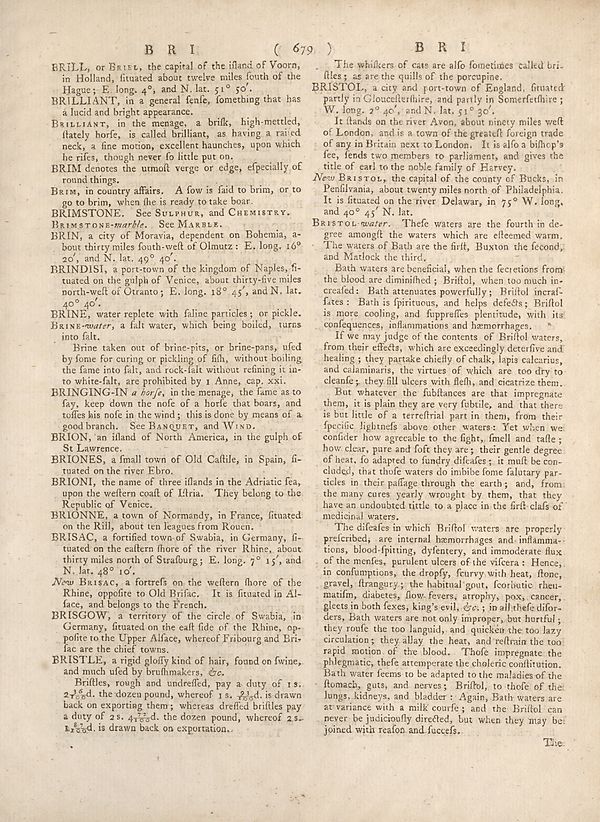 B R I ( 679 ) B R I
BRILL, or BRIEL, the capital of the iſland of Voorn,
in Holland, ſituated about twelve miles ſouth of the
Hague; E. long. 4°, and N. lat. 51° 50'.
BRILLIANT, in a general ſenſe, ſomething that has
a lucid and bright appearance.
BRILLIANT, in the menage, a briſk, high-mettled,
ſtately horſe, is called brilliant, as having a raiſed
neck, a fine motion, excellent haunches, upon which
he riſes, though never ſo little put on.
BRIM denotes the utmoſt verge or edge, eſpecially of
round things.
BRIM, in country affairs. A ſow is ſaid to brim, or to
go to brim, when ſhe is ready to take boar.
BRIMSTONE. See SULPHUR, and CHEMISTRY.
BRIMSTONE-marble. See MARBLE.
BRIN, a city of Moravia, dependent on Bohemia, a-
bout thirty miles ſouth-weſt of Olmutz: E. long. 16°
20', and N. lat. 49° 40'.
BRINDISI, a port-town of the kingdom of Naples, ſi-
tuated on the gulph of Venice, about thirty-five miles
north-weſt of Otranto; E. long. 18° 45', and N. lat.
40° 40'.
BRINE, water replete with ſaline particles; or pickle.
BRINE-water, a ſalt water, which being boiled, turns
into ſalt.
Brine taken out of brine-pits, or brine-pans, uſed
by ſome for curing or pickling of fiſh, without boiling
the ſame into ſalt, and rock-ſalt without refining it in-
to white-ſalt, are prohibited by 1 Anne, cap. xxi.
BRINGING-IN a horſe, in the menage, the ſame as to
ſay, keep down the noſe of a horſe that boars, and
toſſes his noſe in the wind; this is done by means of a
good branch. See BANQUET, and WIND.
BRION, an iſland of North America, in the gulph of
St Lawrence.
BRIONES, a ſmall town of Old Caſtile, in Spain, ſi-
tuated on the river Ebro.
BRIONI, the name of three iſlands in the Adriatic ſea,
upon the weſtern coaſt of Iſtria. They belong to the
Republic of Venice.
BRIONNE, a town of Normandy, in France, ſituated
on the Rill, about ten leagues from Rouen.
BRISAC, a fortified town of Swabia, in Germany, ſi-
tuated on the eaſtern ſhore of the river Rhine, about
thirty miles north of Straſburg; E. long. 7° 15', and
N. lat. 48° 10'.
New BRISAC, a fortreſs on the weſtern ſhore of the
Rhine, oppoſite to Old Briſac. It is ſituated in Al-
face, and belongs to the French.
BRISGOW, a territory of the circle of Swabia, in
Germany, ſituated on the eaſt ſide of the Rhine, op-
poſite to the Upper Alface, whereof Fribourg and Bri-
ſac are the chief towns.
BRISTLE, a rigid gloſſy kind of hair, found on ſwine,
and much uſed by bruſhmakers, &c.
Briſtles, rough and undreſſed, pay a duty of 1 s.
the dozen pound, whereof 1 s. is drawn
back on exporting them; whereas dreſſed briſtles pay
a duty of 2 s. the dozen pound, whereof 2 s.
is drawn back on exportation.
The whiſkers of cats are alſo ſometimes called bri-
ſtles; as are the quills of the porcupine.
BRISTOL, a city and port-town of England, ſituated
partly in Glouceſterſhire, and partly in Somerſetſhire;
W. long. 2° 40', and N. lat. 51° 30'.
It ſtands on the river Avon, about ninety miles weſt
of London, and is a town of the greateſt foreign trade
of any in Britain next to London. It is alſo a biſhop's
ſee, ſends two members to parliament, and gives the
title of earl to the noble family of Harvey.
New BRISTOL, the capital of the county of Bucks, in
Penſilvania, about twenty miles north of Philadelphia.
It is ſituated on the river Delawar, in 75° W. long.
and 40° 45' N. lat.
BRISTOL-water. Theſe waters are the fourth in de-
gree amongſt the waters which are eſteemed warm.
The waters of Bath are the firſt, Buxton the ſecond,
and Matlock the third.
Bath waters are beneficial, when the ſecretions from
the blood are diminiſhed; Briſtol, when too much in-
creaſed: Bath attenuates powerfully; Briſtol incraſ-
ſates: Bath is ſpirituous, and helps defects; Briſtol
is more cooling, and ſuppreſſes plentitude, with its
conſequences, inflammations and hæmorrhages.
If we may judge of the contents of Briſtol waters,
from their effects, which are exceedingly deterſive and
healing; they partake chiefly of chalk, lapis calcarius,
and calaminaris, the virtues of which are too dry to
cleanſe; they fill ulcers with fleſh, and cicatrize them.
But whatever the ſubſtances are that impregnate
them, it is plain they are very ſubtile, and that there
is but little of a terreſtrial part in them, from their
ſpecific lightneſs above other waters: Yet when we
conſider how agreeable to the ſight, ſmell and taſte;
how clear, pure and ſoft they are; their gentle degree
of heat, ſo adapted to ſundry diſeaſes; it muſt be con-
cluded, that thoſe waters do imbibe ſome ſalutary par-
ticles in their paſſage through the earth; and, from
the many cures yearly wrought by them, that they
have an undoubted tittle to a place in the firſt claſs of
medicinal waters.
The diſeaſes in which Briſtol waters are properly
preſcribed, are internal hæmorrhages and inflamma-
tions, blood-ſpitting, dyſentery, and immoderate flux
of the menſes, purulent ulcers of the viſcera: Hence,
in conſumptions, the dropſy, ſcurvy with heat, ſtone,
gravel, ſtrangury; the habitual gout, ſcorbutic rheu-
matiſm, diabetes, ſlow fevers, atrophy, pox, cancer,
gleets in both ſexes, king's evil, &c.; in all theſe diſor-
ders, Bath waters are not only improper, but hurtful;
they rouſe the too languid, and quicken the too lazy
circulation; they allay the heat, and reſtrain the too
rapid motion of the blood. Thoſe impregnate the
phlegmatic, theſe attemperate the choleric conſtitution.
Bath water ſeems to be adapted to the maladies of the
ſtomach, guts, and nerves; Briſtol, to thoſe of the
lungs, kidneys, and bladder: Again, Bath waters are
at variance with a milk courſe; and the Briſtol can
never be judiciouſly directed, but when they may be
joined with reaſon and ſucceſs.
The